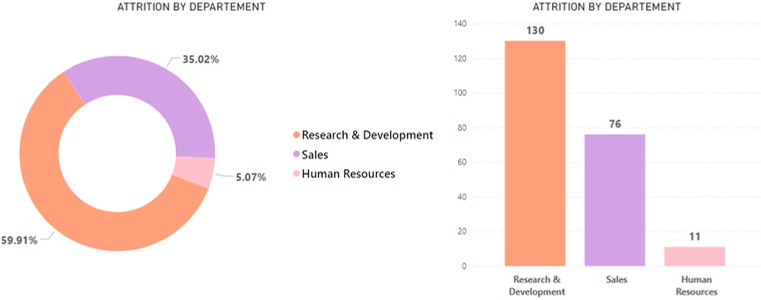 ATTRITION BY DEPARTEMENT
35.02%
5.07%
59.91%
Research & Development
Sales
Human Resources
ATTRITION BY DEPARTEMENT
140
120
100
80
60
40
20
0
130
76
11
Research &
Development
Sales
Human
Resources